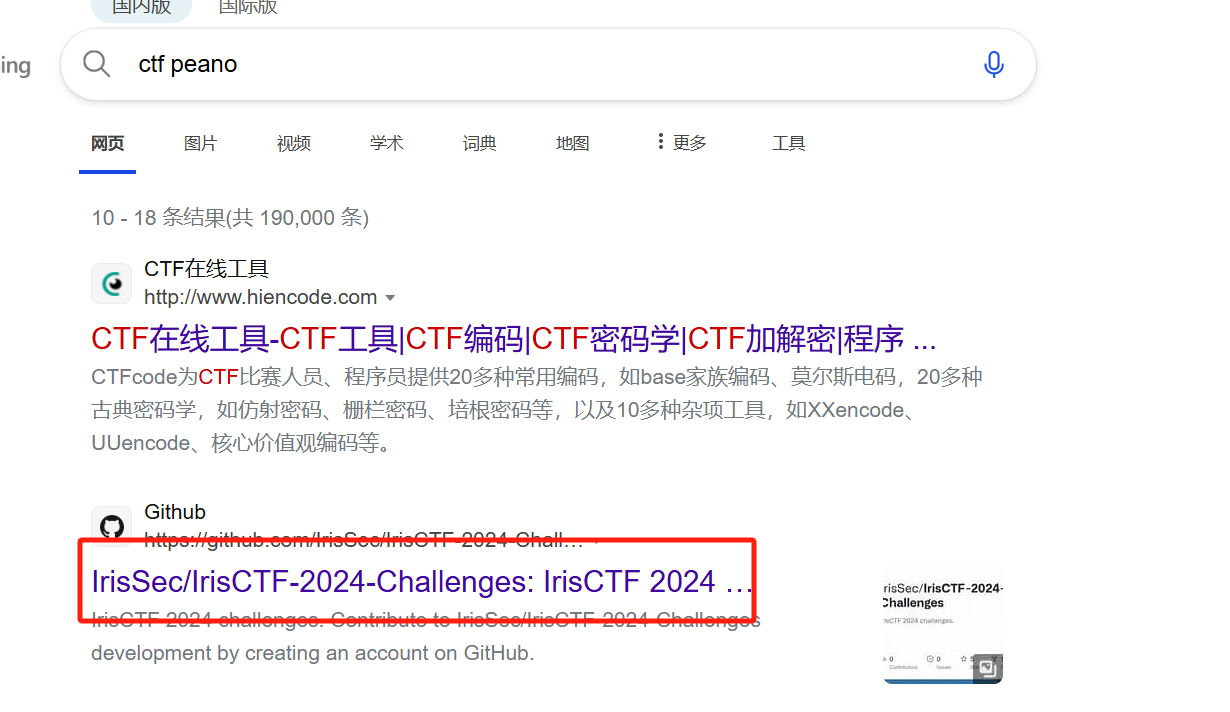 国内版 国际版
ing
ctf peano
网页 图片 视频 学术 词典 地图 更多 工具
10 - 18 条结果(共 190,000 条)
CTF在线工具
http://www.hiencode.com
CTF在线工具-CTF工具|CTF编码|CTF密码学|CTF加解密|程序 ...
CTFcode为CTF比赛人员、程序员提供20多种常用编码，如base家族编码、莫尔斯电码，20多种
古典密码学，如仿射密码、栅栏密码、培根密码等，以及10多种杂项工具，如XXencode、
UUencode、核心价值观编码等。
Github
https://github.com/IrisSec/IrisCTF-2024-Chall...
IrisSec/IrisCTF-2024-Challenges: IrisCTF 2024 ...
IrisCTF 2024 challenges. Contribute to IrisSec/IrisCTF-2024-Challenges
development by creating an account on GitHub.
risSec/IrisCTF-2024-
Challenges
IrisCTF 2024 challenges.